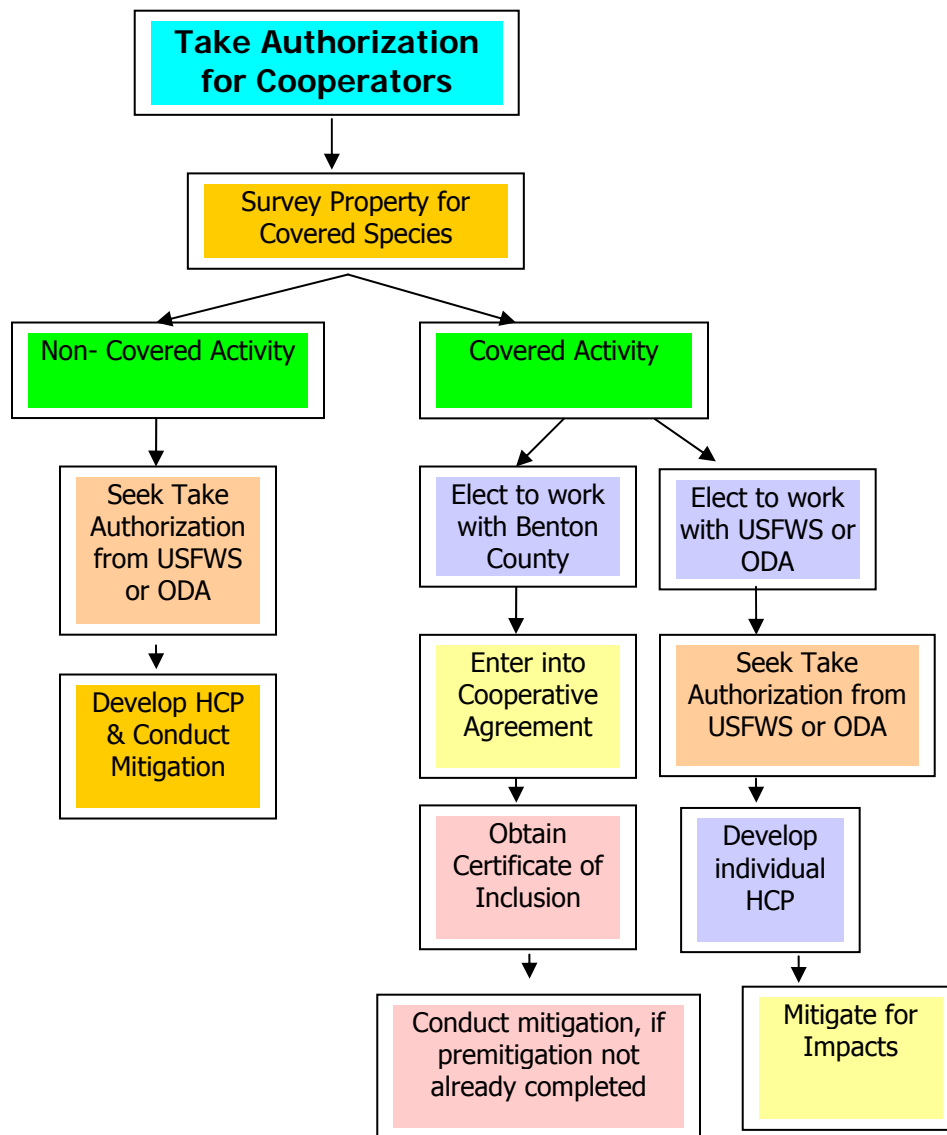 Take Authorization
for Cooperators
Survey Property for
Covered Species
Non- Covered Activity
Covered Activity
Seek Take
Authorization
from USFWS
or ODA
Elect to work
with Benton
County
Elect to work
with USFWS or
ODA
Develop HCP
& Conduct
Mitigation
Enter into
Cooperative
Agreement
Seek Take
Authorization from
USFWS or ODA
Obtain
Certificate of
Inclusion
Develop
individual
HCP
Conduct mitigation, if
premitigation not
already completed
Mitigate for
Impacts